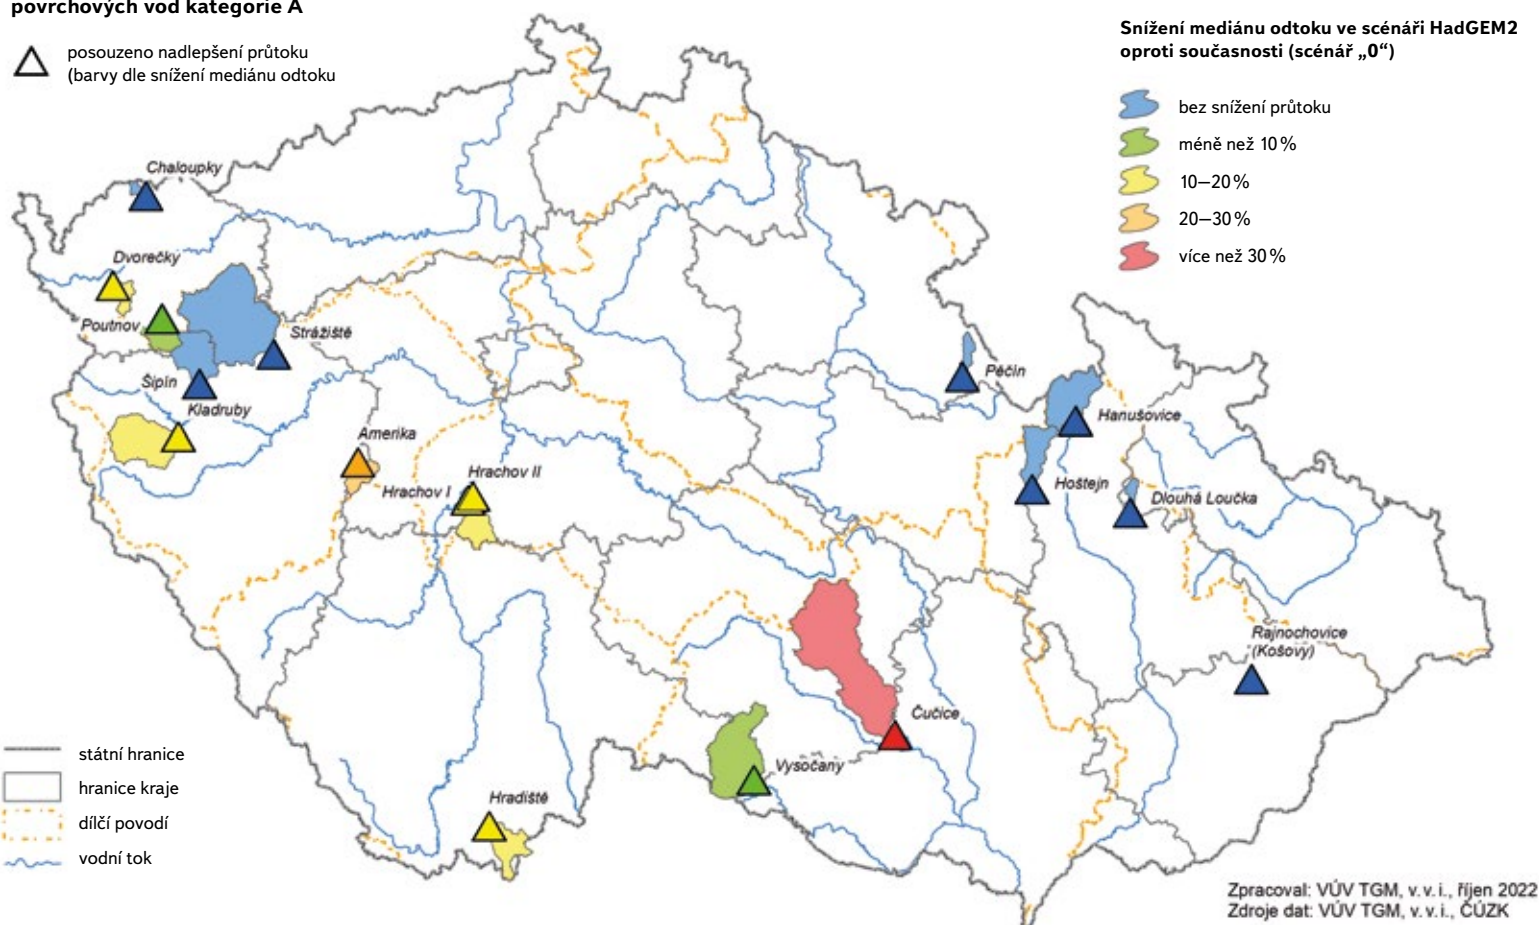 povrchových vod kategorie A
posouzeno nadlepšení průtoku
(barvy dle snížení mediánu odtoku
Snížení mediánu odtoku ve scénáři HadGEM2
oproti současnosti (scénář „0“)
bez snížení průtoku
méně než 10 %
10–20 %
20–30 %
více než 30 %
Chaloupky
Dvorečky
Poutnov
Strážiště
Šipín
Kladruby
Amerika
Hrachov II
Hrachov I
Pěčín
Hanušovice
Hoštejn
Dlouhá Loučka
Rajnochovice
(Košovy)
Čučice
Vysočany
Hradiště
státní hranice
hranice kraje
dílčí povodí
vodní tok
Zpracoval: VÚV TGM, v. v. i., říjen 2022
Zdroje dat: VÚV TGM, v. v. i., ČÚZK